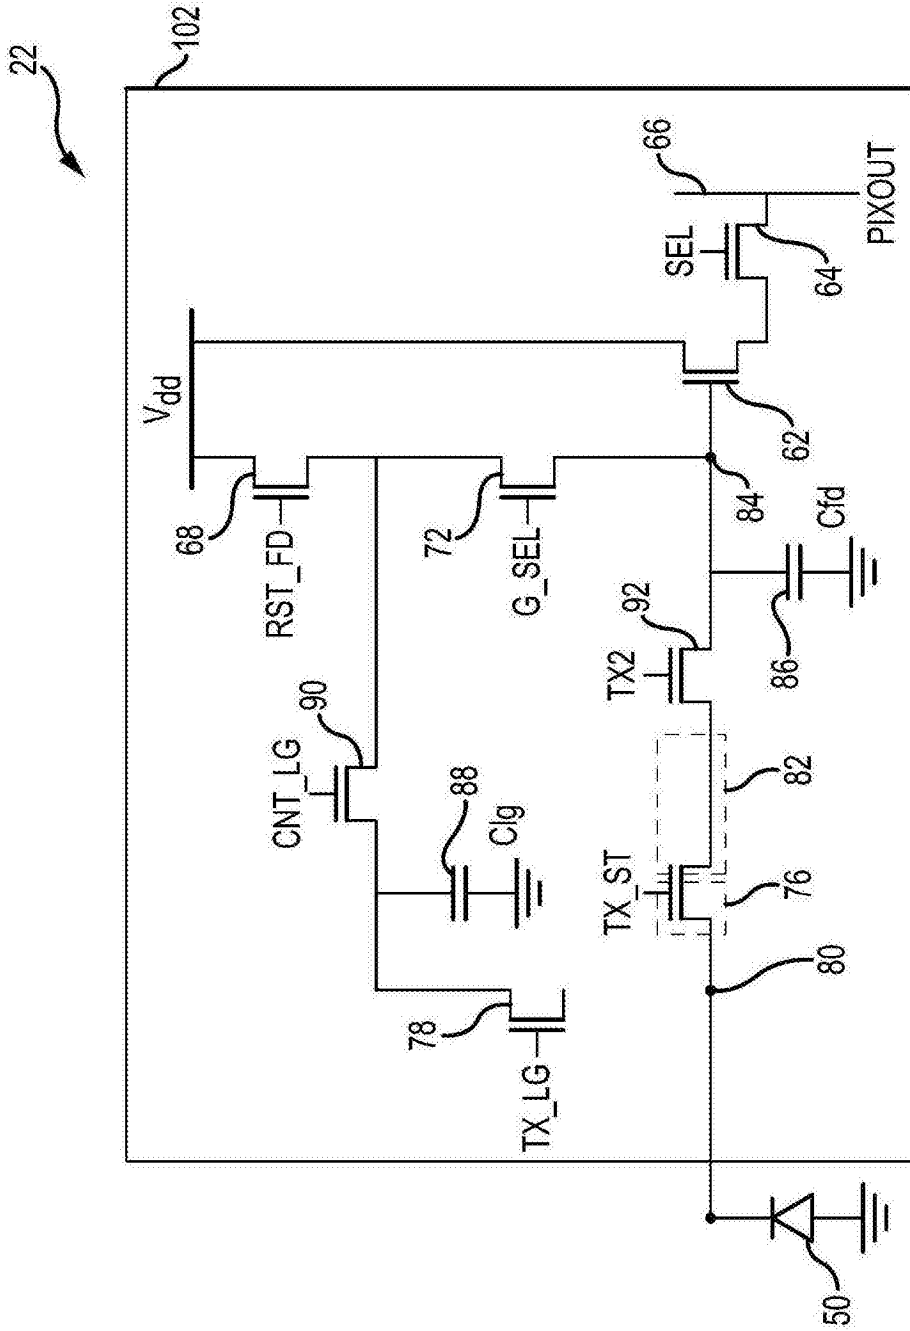 22
102
Vdd
66
SEL
64
PIXOUT
68
RST_FD
72
G_SEL
62
84
Cfd
86
92
TX2
90
CNT_LG
88
Clg
82
TX_ST
76
80
78
TX_LG
50